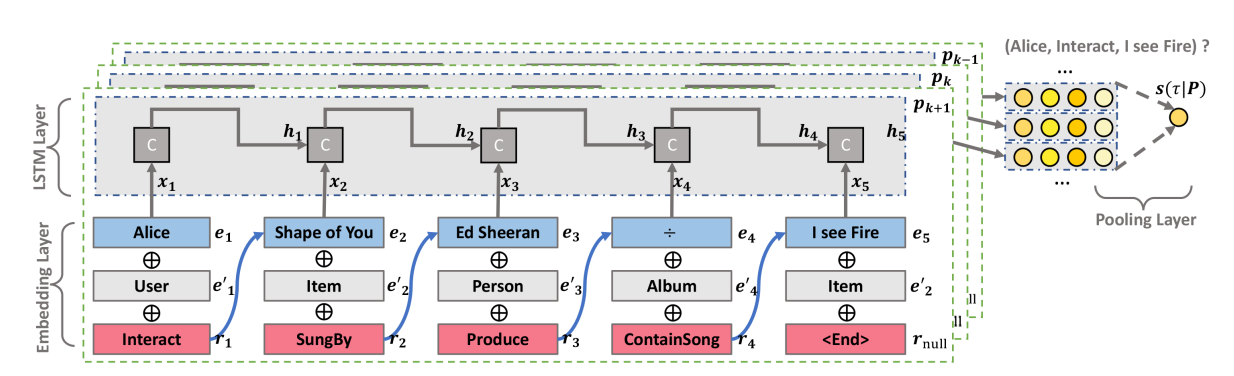 (Alice, Interact, I see Fire) ?
p_{k-1}
...
p_k
s(τ|P)
p_{k+1}
LSTM Layer
C
h_1
C
h_2
C
h_3
C
h_4
C
h_5
x_1
x_2
x_3
x_4
x_5
...
Pooling Layer
Embedding Layer
Alice
e_1
Shape of You
e_2
Ed Sheeran
e_3
÷
e_4
I see Fire
e_5
⊕
⊕
⊕
⊕
⊕
User
e'_1
Item
e'_2
Person
e'_3
Album
e'_4
Item
e'_2
ll
⊕
⊕
⊕
⊕
⊕
ll
Interact
r_1
SungBy
r_2
Produce
r_3
ContainSong
r_4
<End>
r_null